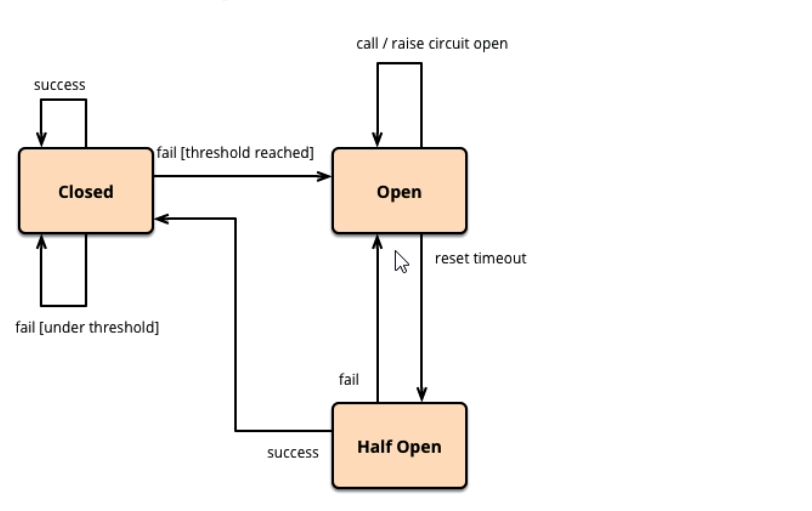 call / raise circuit open
success
fail [threshold reached]
Closed
Open
reset timeout
fail [under threshold]
fail
Half Open
success